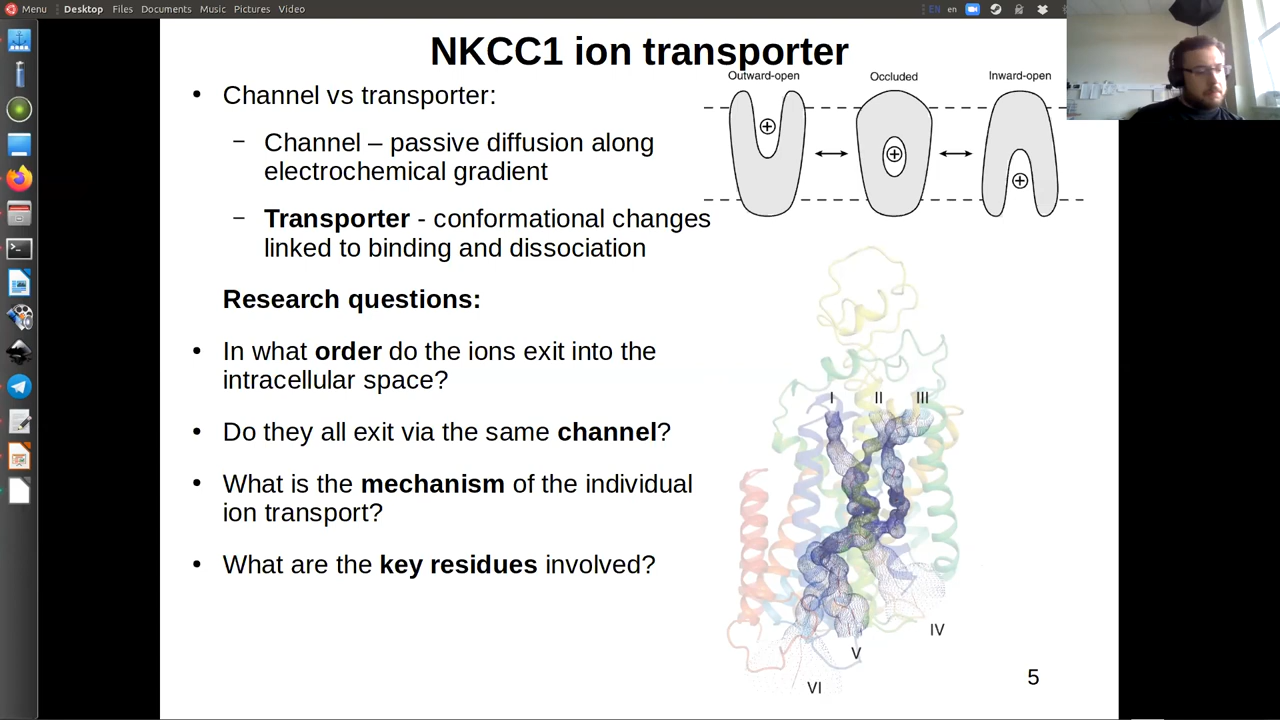 Menu Desktop Files Documents Music Pictures Video EN en
NKCC1 ion transporter
Outward-open Occluded Inward-open
• Channel vs transporter:
– Channel – passive diffusion along
electrochemical gradient
– Transporter - conformational changes
linked to binding and dissociation
Research questions:
• In what order do the ions exit into the
intracellular space?
• Do they all exit via the same channel?
• What is the mechanism of the individual
ion transport?
• What are the key residues involved?
I II III
IV
V
VI
5